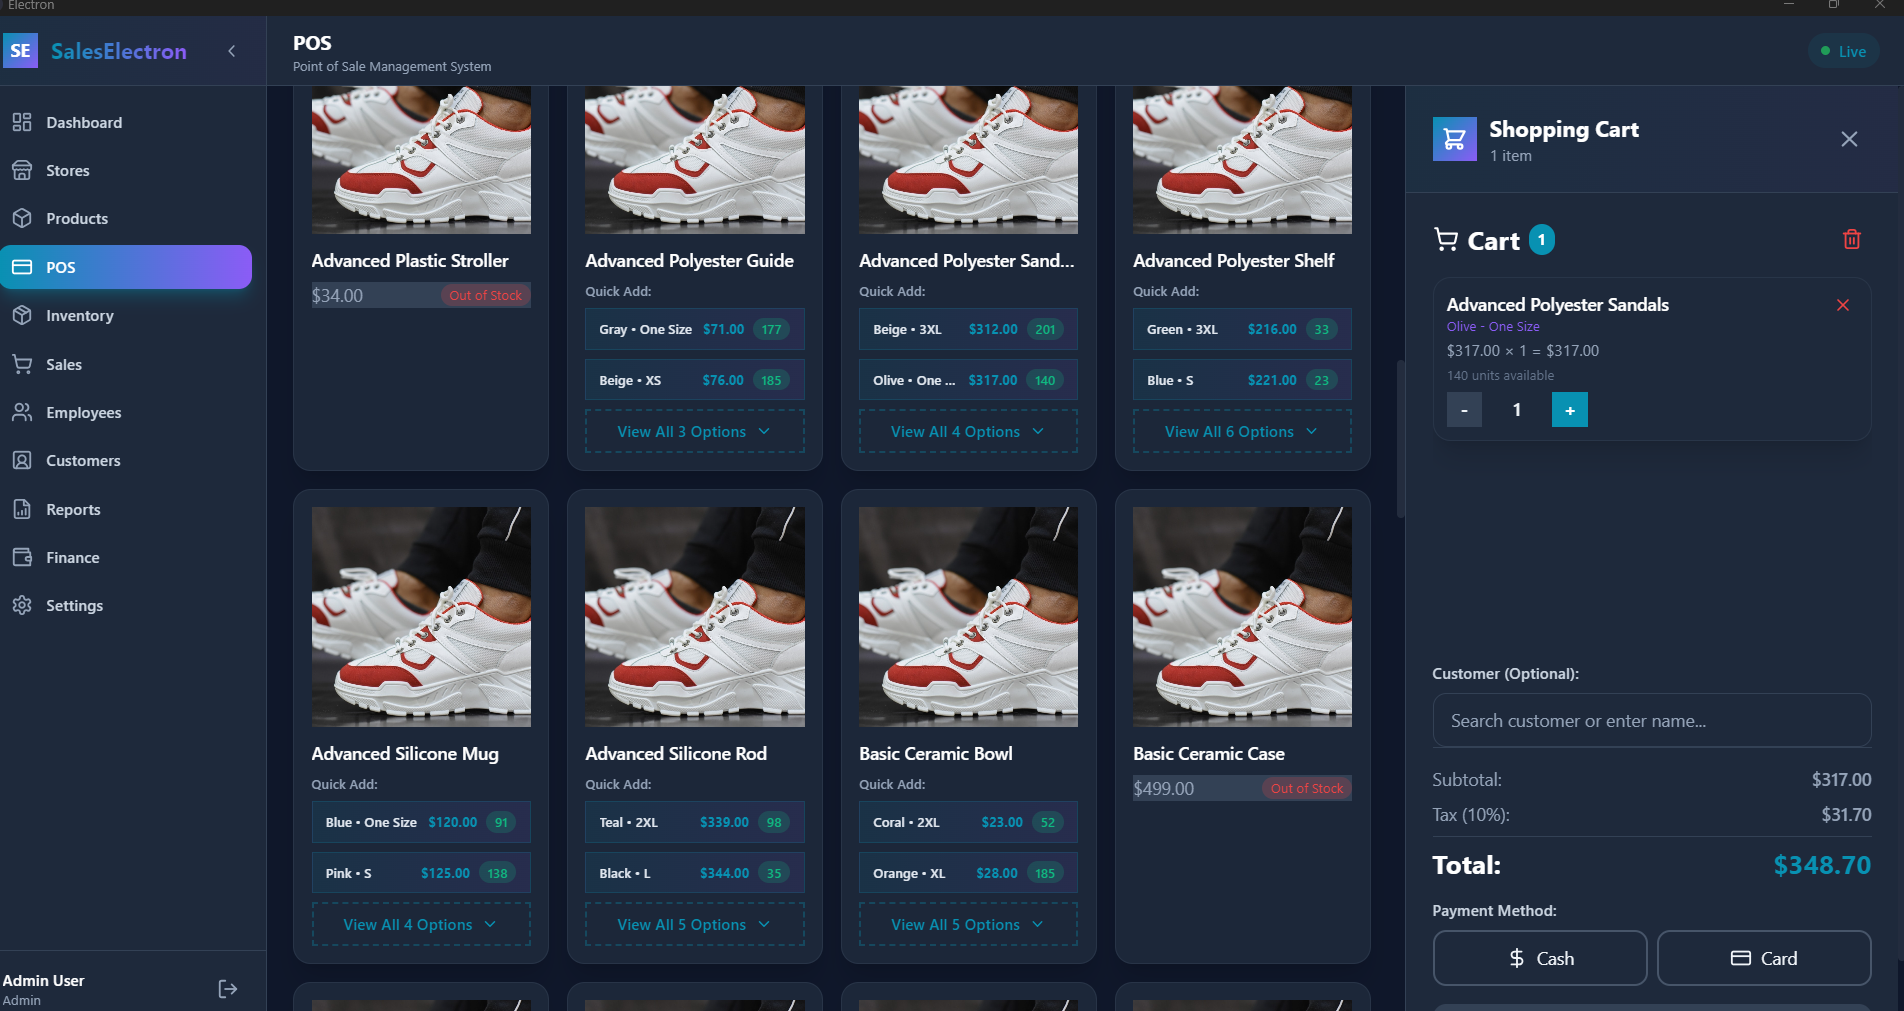 Electron
SE SalesElectron
POS
Point of Sale Management System
Live
Dashboard
Stores
Products
POS
Inventory
Sales
Employees
Customers
Reports
Finance
Settings
Admin User
Admin
Advanced Plastic Stroller
$34.00 Out of Stock
Advanced Polyester Guide
Quick Add:
Gray • One Size $71.00 177
Beige • XS $76.00 185
View All 3 Options
Advanced Polyester Sand...
Quick Add:
Beige • 3XL $312.00 201
Olive • One ... $317.00 140
View All 4 Options
Advanced Polyester Shelf
Quick Add:
Green • 3XL $216.00 33
Blue • S $221.00 23
View All 6 Options
Advanced Silicone Mug
Quick Add:
Blue • One Size $120.00 91
Pink • S $125.00 138
View All 4 Options
Advanced Silicone Rod
Quick Add:
Teal • 2XL $339.00 98
Black • L $344.00 35
View All 5 Options
Basic Ceramic Bowl
Quick Add:
Coral • 2XL $23.00 52
Orange • XL $28.00 185
View All 5 Options
Basic Ceramic Case
$499.00 Out of Stock
Shopping Cart
1 item
Cart 1
Advanced Polyester Sandals
Olive - One Size
$317.00 × 1 = $317.00
140 units available
- 1 +
Customer (Optional):
Search customer or enter name...
Subtotal: $317.00
Tax (10%): $31.70
Total: $348.70
Payment Method:
Cash
Card